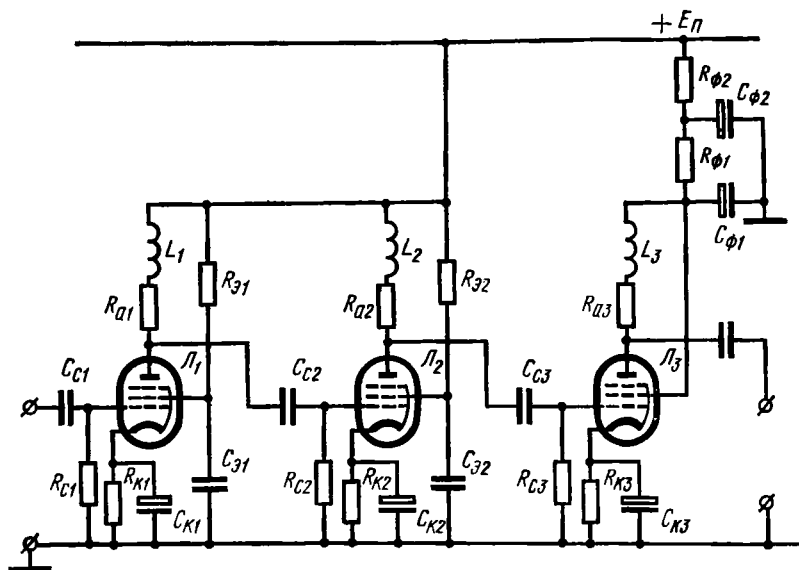 + Eп
Rф2
Cф2
Rф1
Cф1
L1
Rэ1
L2
Rэ2
L3
Ra1
Ra2
Ra3
Л1
Л2
Л3
Cс1
Cс2
Cс3
Rс1
Rк1
Cк1
Cэ1
Rс2
Rк2
Cк2
Cэ2
Rс3
Rк3
Cк3